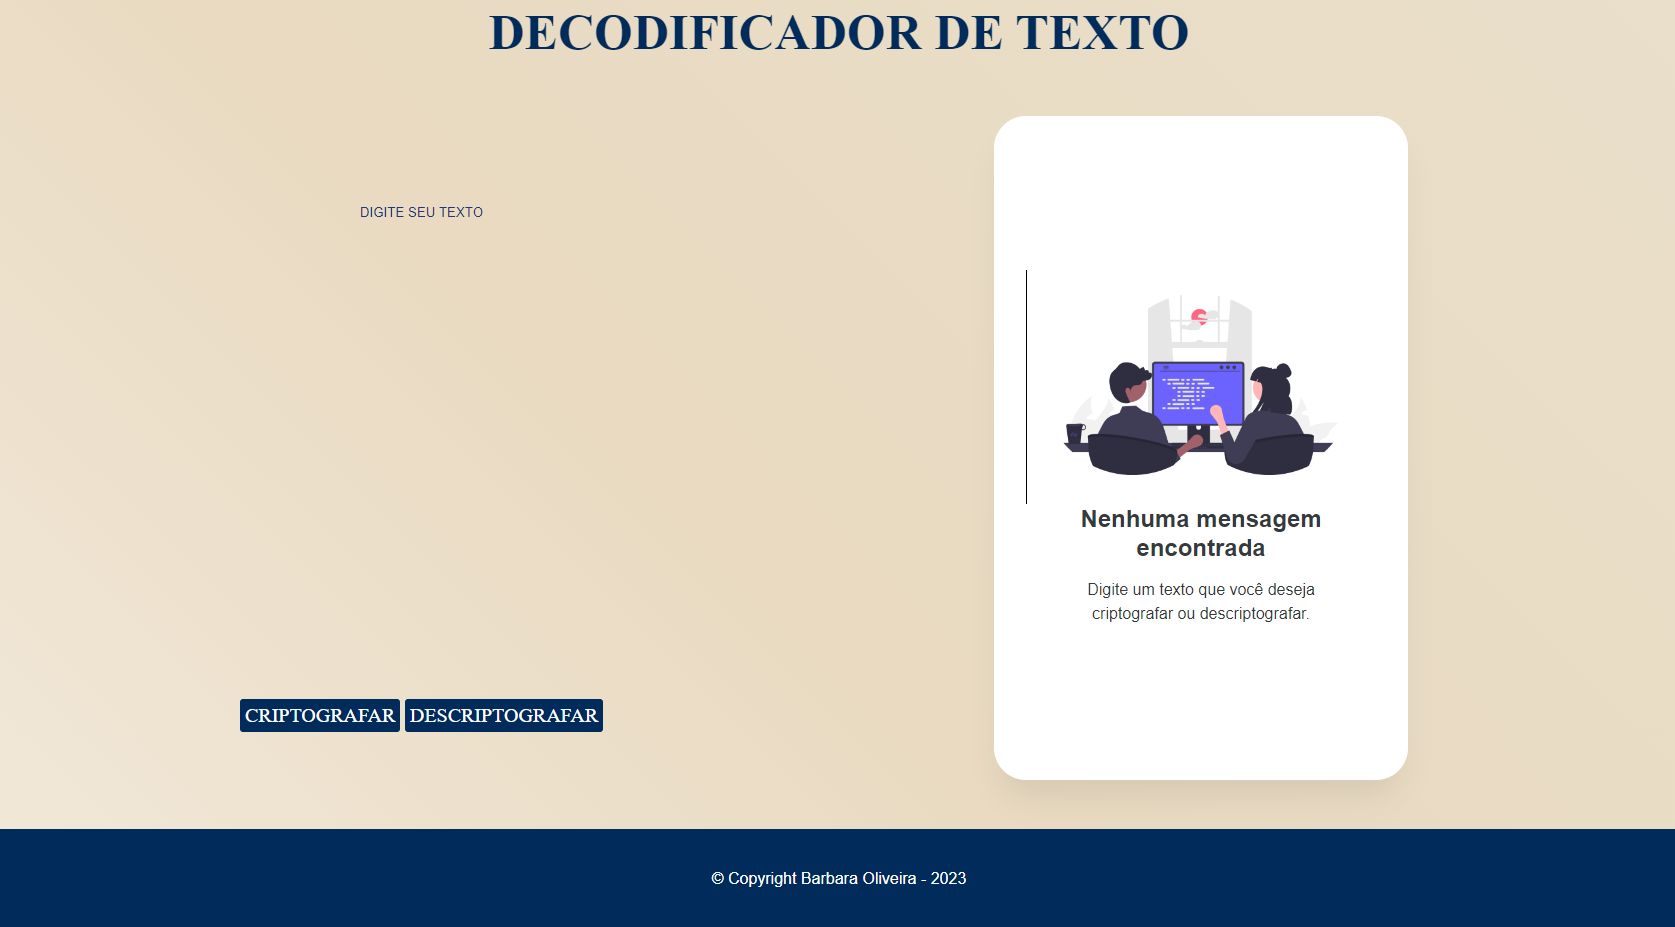 DECODIFICADOR DE TEXTO
DIGITE SEU TEXTO
Nenhuma mensagem
encontrada
Digite um texto que você deseja
criptografar ou descriptografar.
CRIPTOGRAFAR DESCRIPTOGRAFAR
© Copyright Barbara Oliveira - 2023